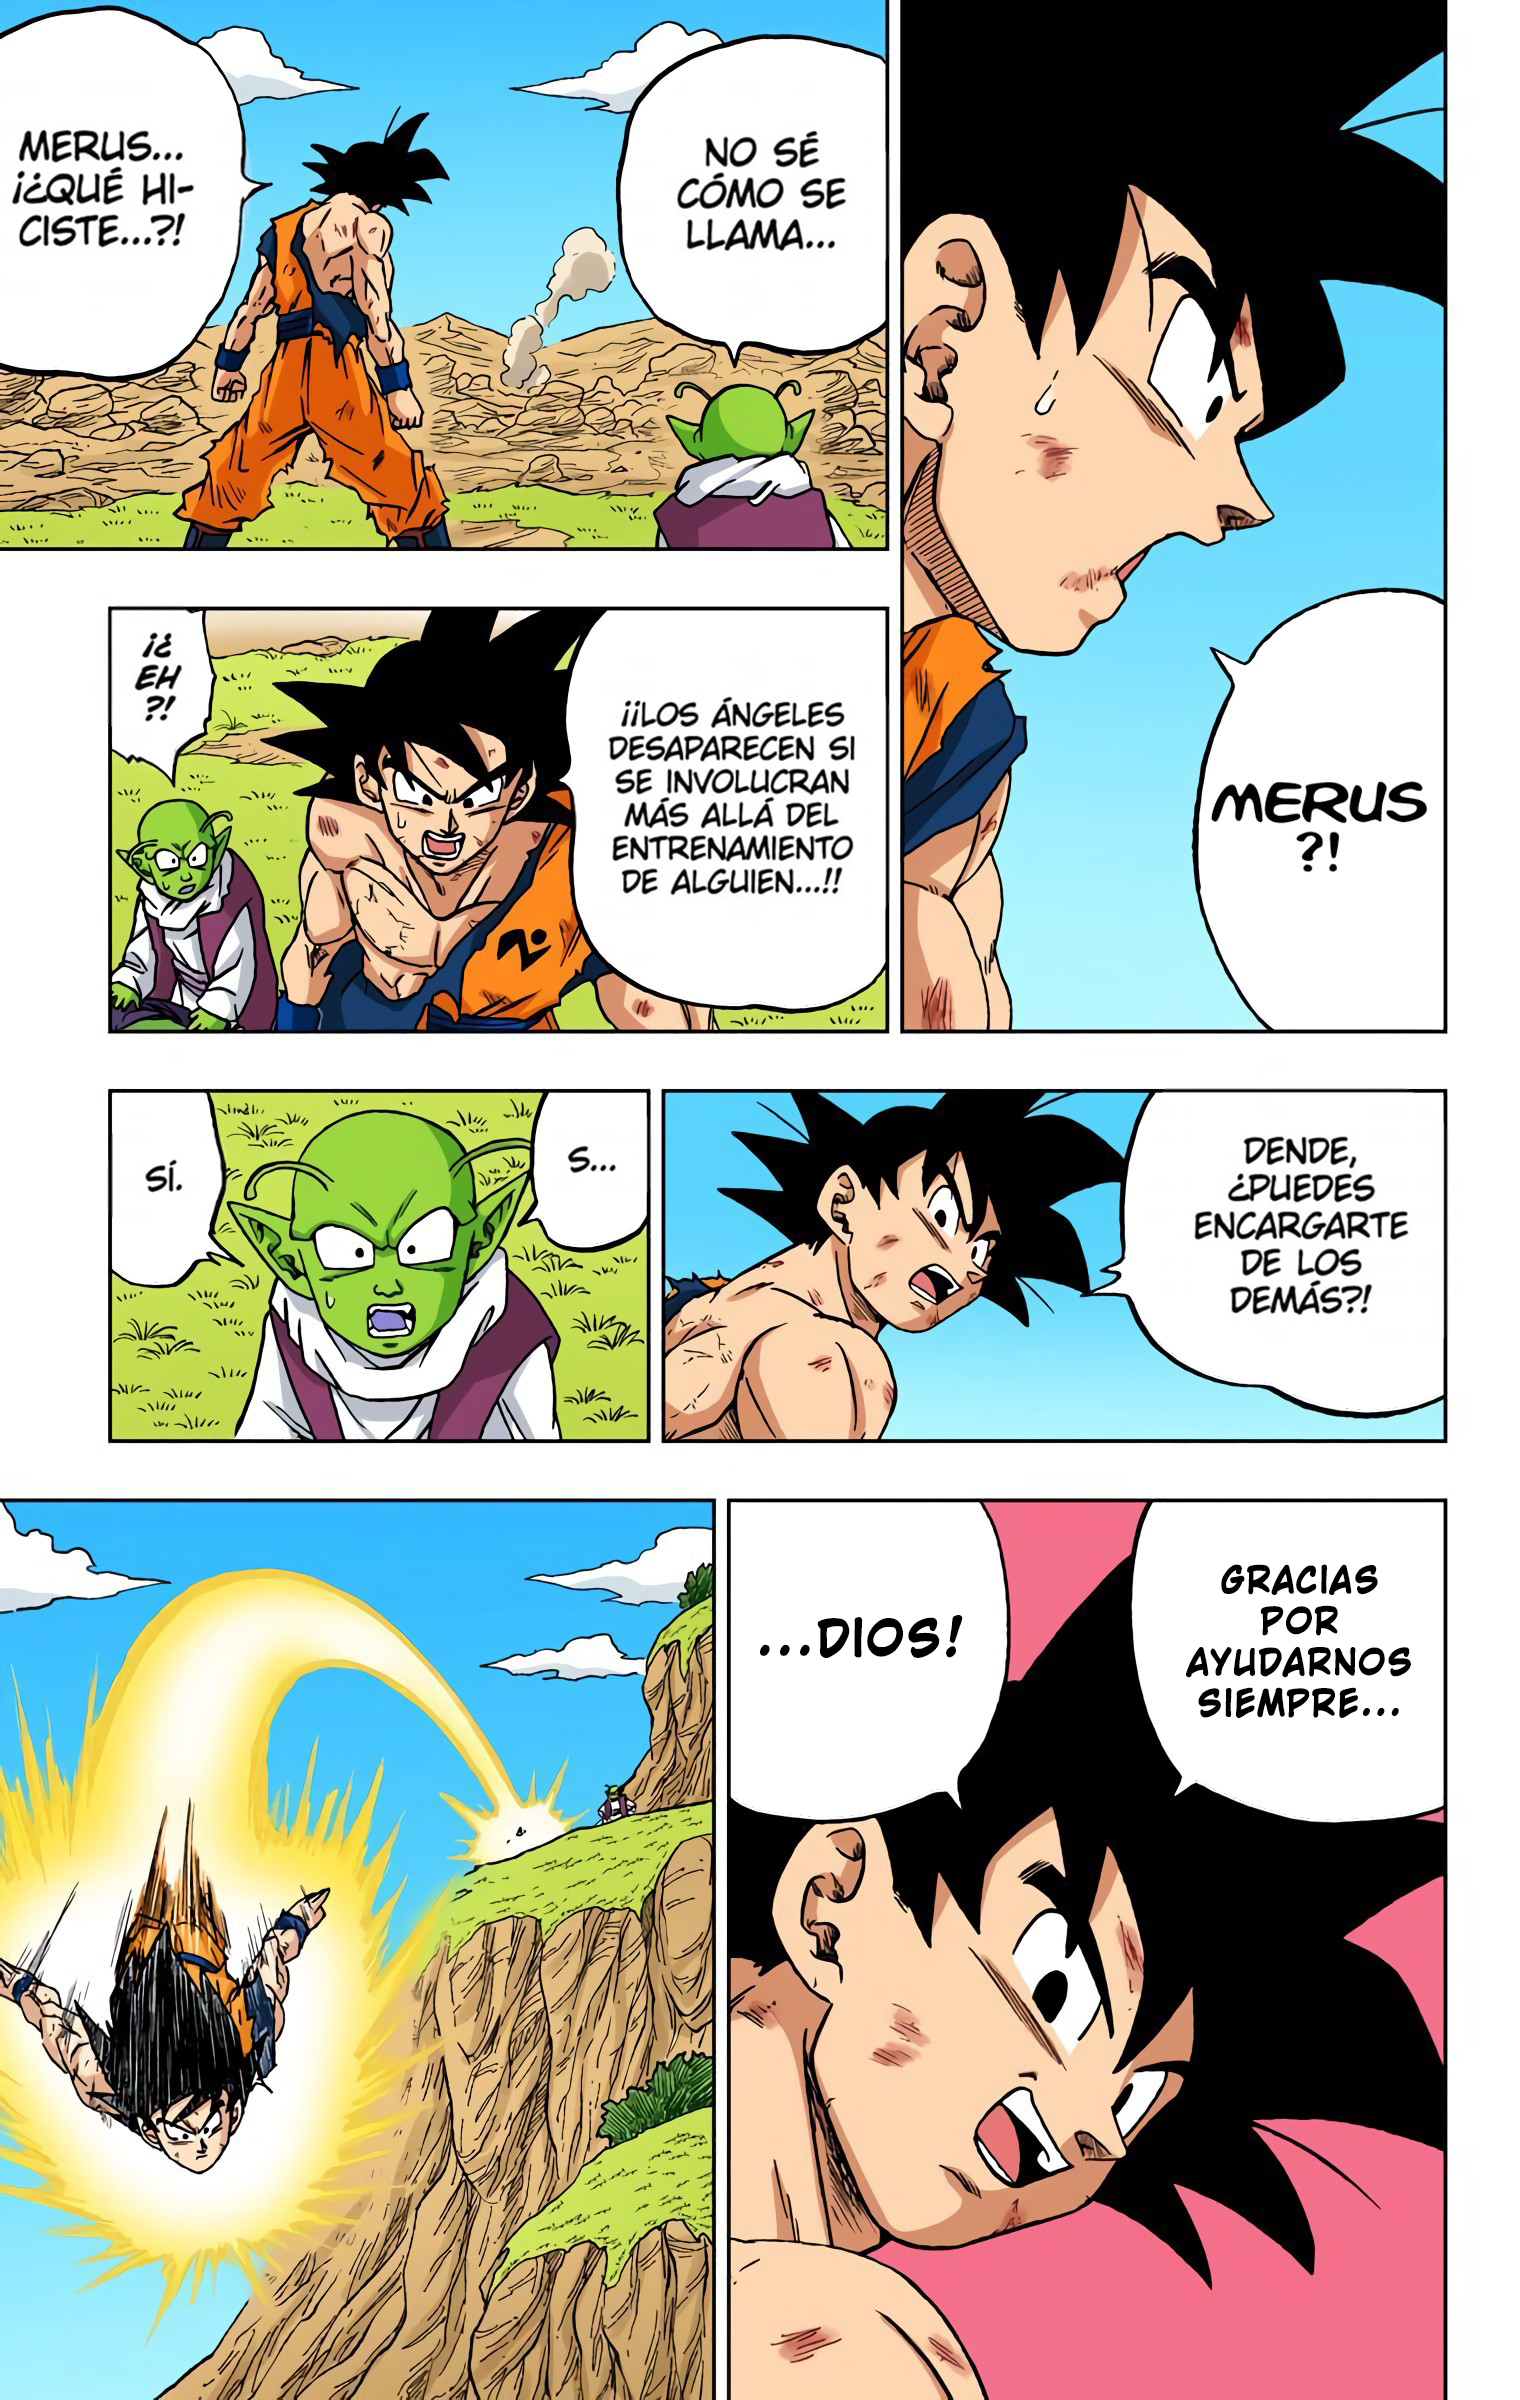 MERUS
?!
NO SÉ
CÓMO SE
LLAMA...
MERUS...
¡¿QUÉ HI-
CISTE...?!
¡¡LOS ÁNGELES
DESAPARECEN SI
SE INVOLUCRAN
MÁS ALLÁ DEL
ENTRENAMIENTO
DE ALGUIEN...!!
¡¿
EH
?!
DENDE,
¿PUEDES
ENCARGARTE
DE LOS
DEMÁS?!
S...
SÍ.
GRACIAS
POR
AYUDARNOS
SIEMPRE...
...DIOS!